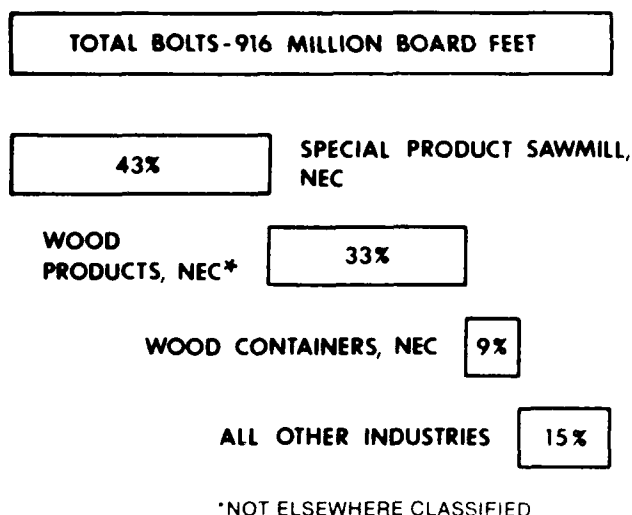 TOTAL BOLTS-916 MILLION BOARD FEET
43%
SPECIAL PRODUCT SAWMILL,
NEC
WOOD
PRODUCTS, NEC*
33%
WOOD CONTAINERS, NEC
9%
ALL OTHER INDUSTRIES
15%
*NOT ELSEWHERE CLASSIFIED